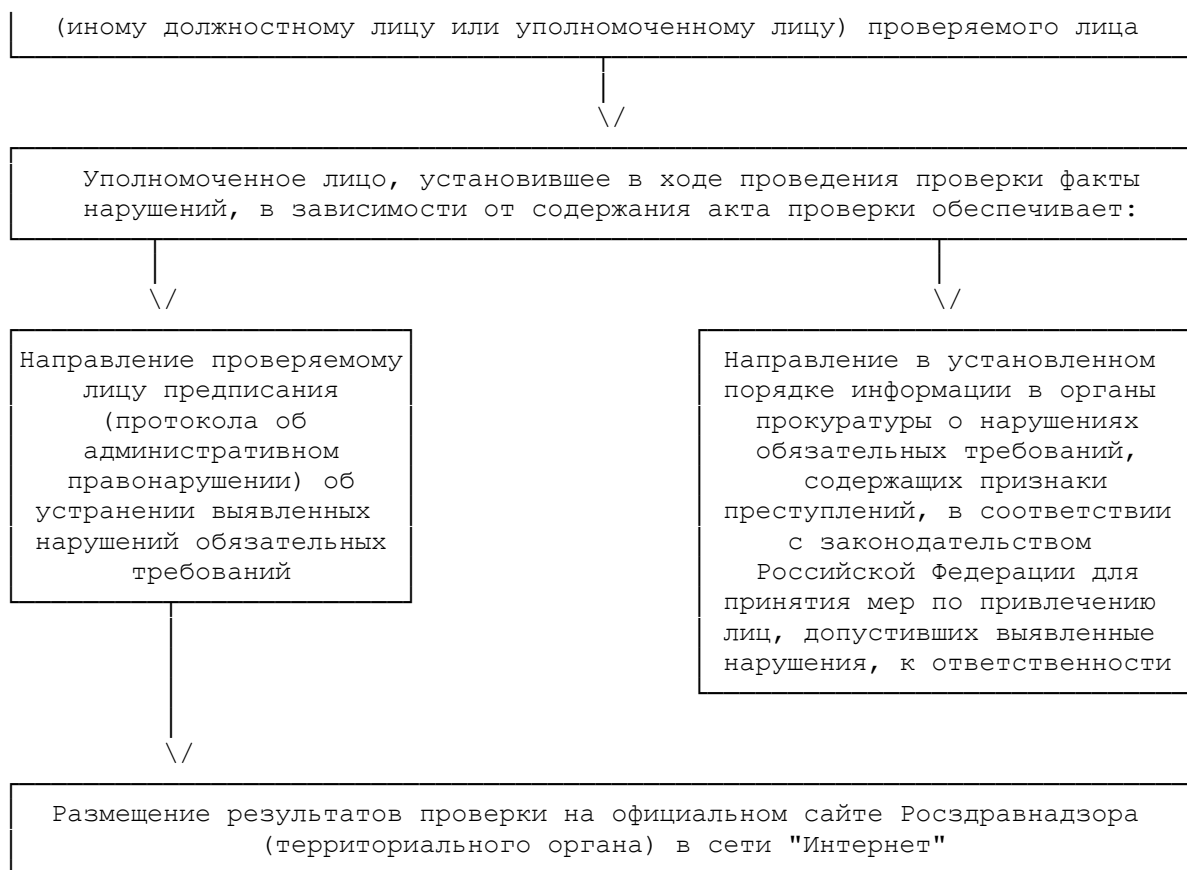 (иному должностному лицу или уполномоченному лицу) проверяемого лица
Уполномоченное лицо, установившее в ходе проведения проверки факты
нарушений, в зависимости от содержания акта проверки обеспечивает:
Направление проверяемому
лицу предписания
(протокола об
административном
правонарушении) об
устранении выявленных
нарушений обязательных
требований
Направление в установленном
порядке информации в органы
прокуратуры о нарушениях
обязательных требований,
содержащих признаки
преступлений, в соответствии
с законодательством
Российской Федерации для
принятия мер по привлечению
лиц, допустивших выявленные
нарушения, к ответственности
Размещение результатов проверки на официальном сайте Росздравнадзора
(территориального органа) в сети "Интернет"